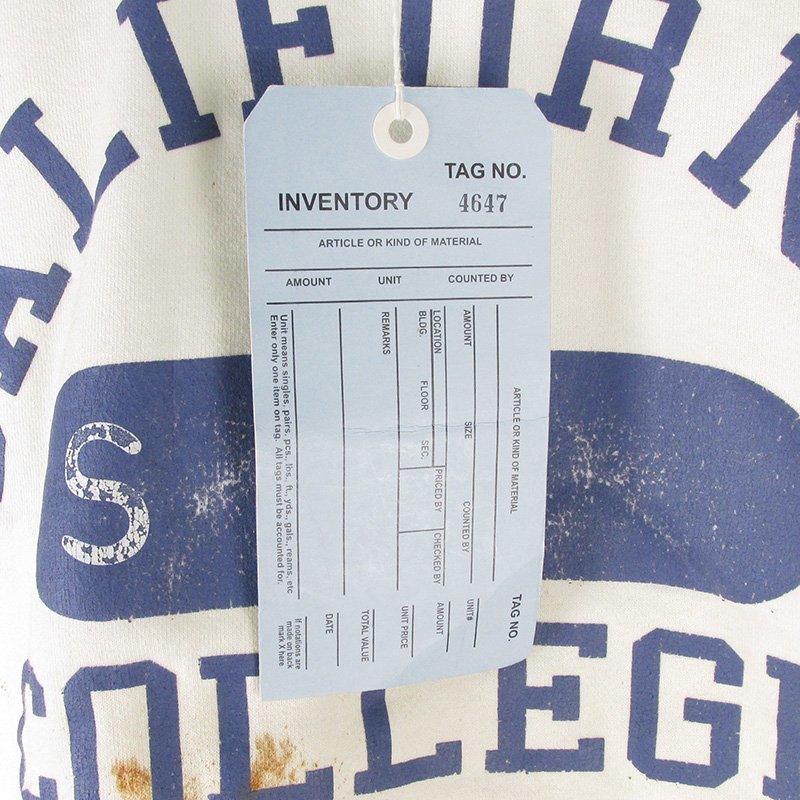 ALIFORN
TAG NO.
INVENTORY 4647
ARTICLE OR KIND OF MATERIAL
AMOUNT UNIT COUNTED BY
ARTICLE OR KIND OF MATERIAL TAG NO.
AMOUNT SIZE COUNTED BY UNIT#
LOCATION PRICED BY CHECKED BY AMOUNT
BLDG. FLOOR SEC. UNIT PRICE
REMARKS TOTAL VALUE
DATE
Unit means singles, pairs, pcs., lbs., ft., yds., gals., reams, etc
Enter only one item on tag. All tags must be accounted for.
If notations are
made on back
mark X here
S
COLLEG